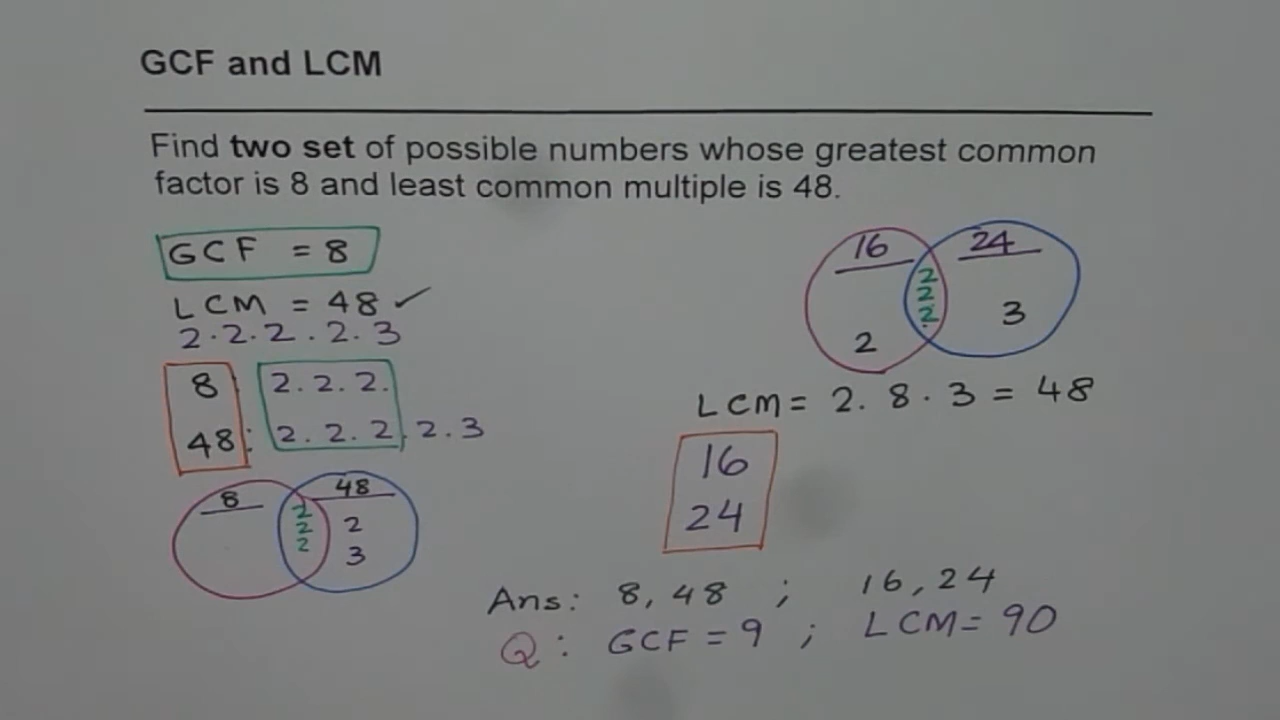 GCF and LCM
Find two set of possible numbers whose greatest common
factor is 8 and least common multiple is 48.
GCF = 8
LCM = 48 ✓
2.2.2.2.3
8: 2.2.2.
48: 2.2.2.2.3
8
48
2
2
2
2
3
16
24
2
2
2
2
3
LCM = 2.8.3 = 48
16
24
Ans: 8, 48 ; 16, 24
Q: GCF = 9 ; LCM = 90